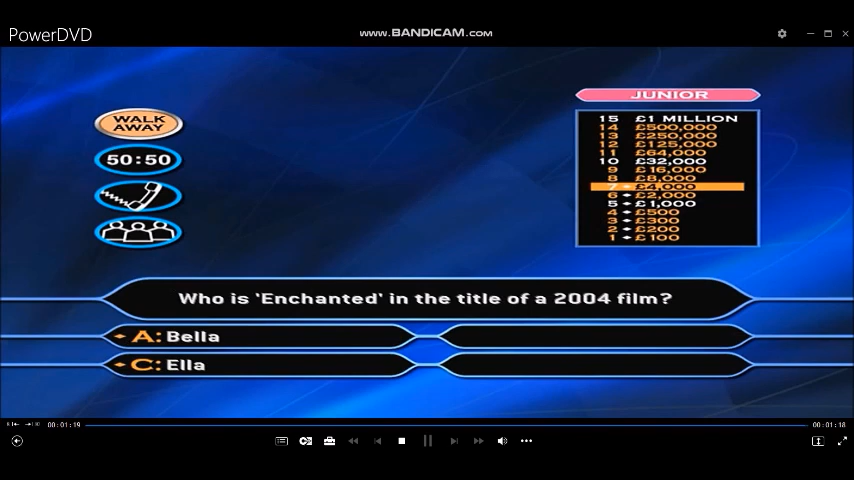 PowerDVD
www.BANDICAM.com
JUNIOR
WALK
AWAY
50:50
15 £1 MILLION
14 £500,000
13 £250,000
12 £125,000
11 £64,000
10 £32,000
9 £16,000
8 £8,000
7 £4,000
6 £2,000
5 £1,000
4 £500
3 £300
2 £200
1 £100
Who is 'Enchanted' in the title of a 2004 film?
A: Bella
C: Ella
00:01:19
00:01:18